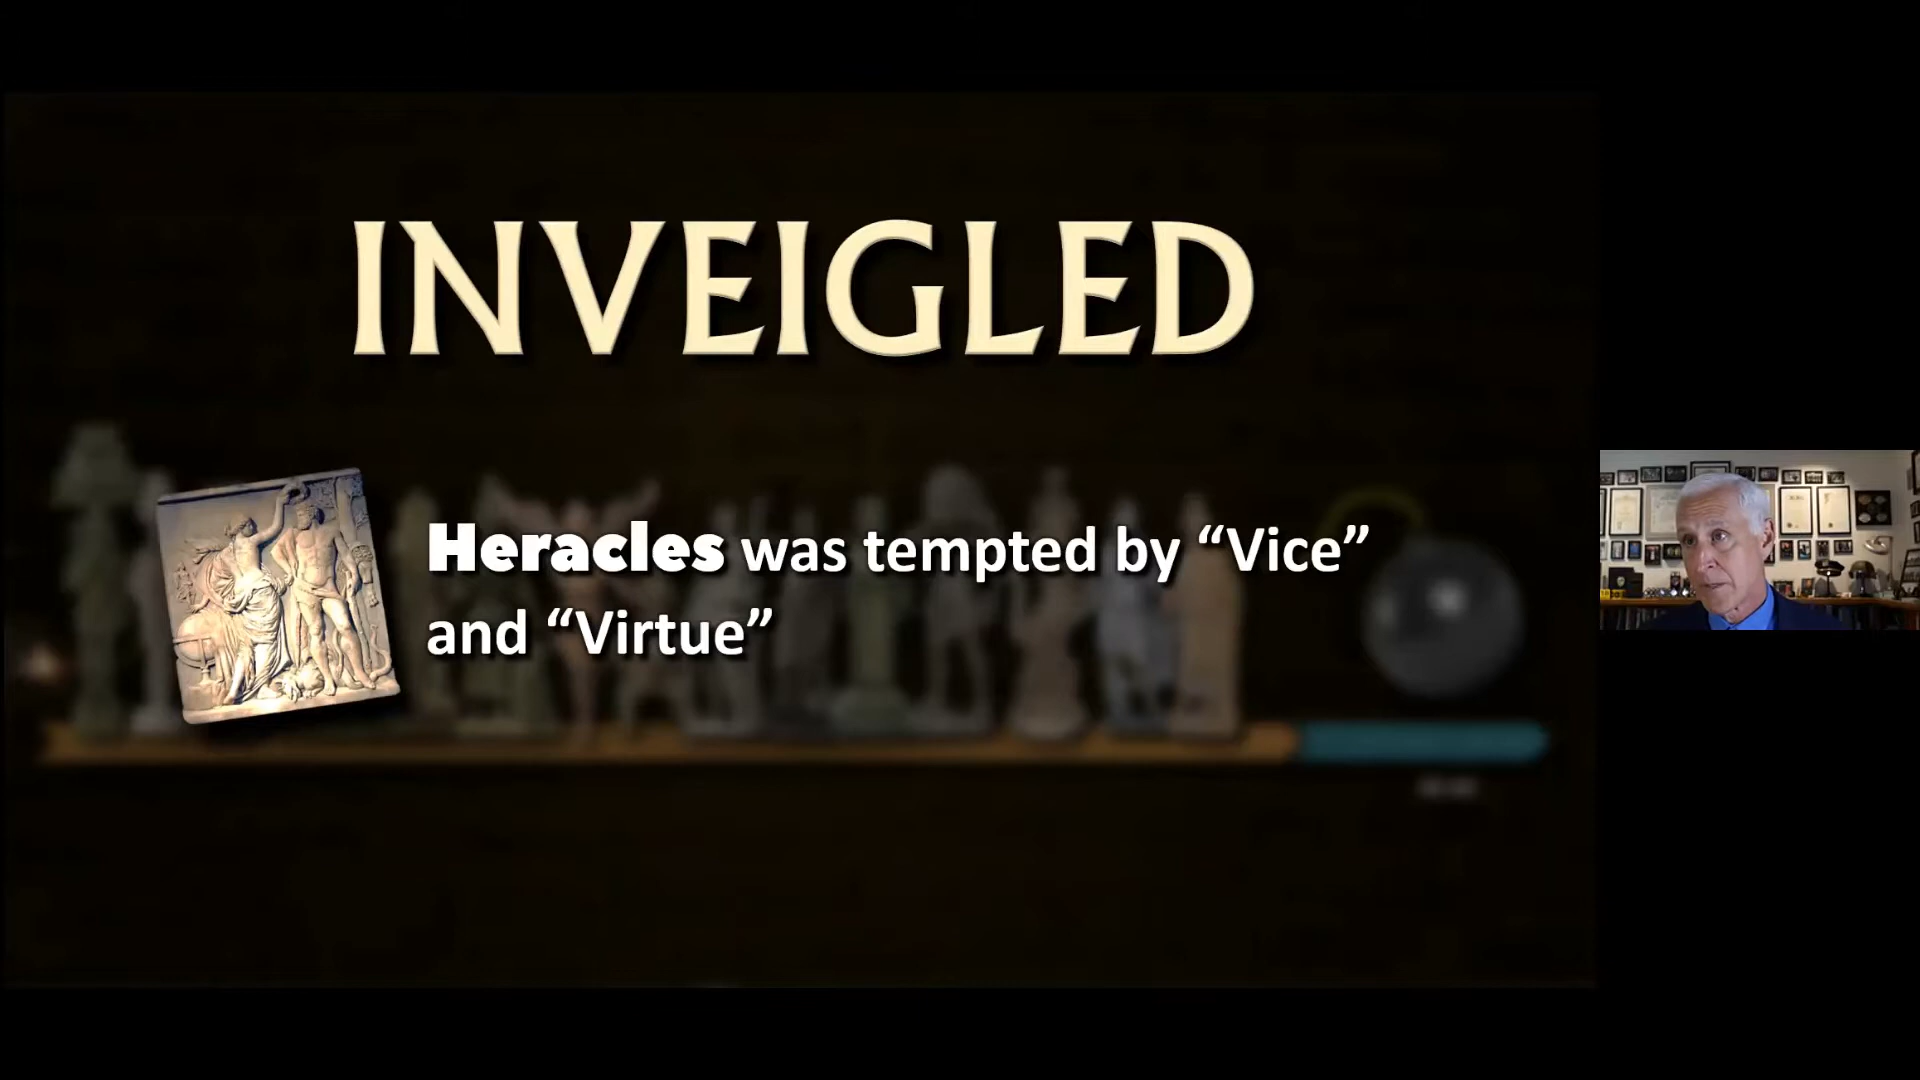 INVEIGLED
Heracles was tempted by “Vice”
and “Virtue”